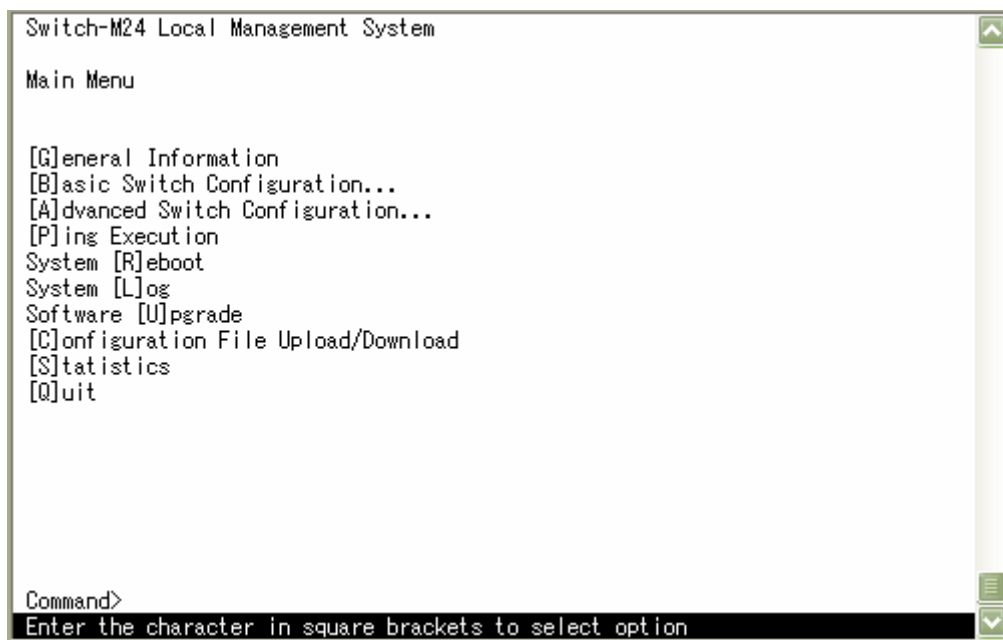 Switch-M24 Local Management System
Main Menu
[G]eneral Information
[B]asic Switch Configuration...
[A]dvanced Switch Configuration...
[P]ing Execution
System [R]eboot
System [L]og
Software [U]pgrade
[C]onfiguration File Upload/Download
[S]tatistics
[Q]uit
Command>
Enter the character in square brackets to select option